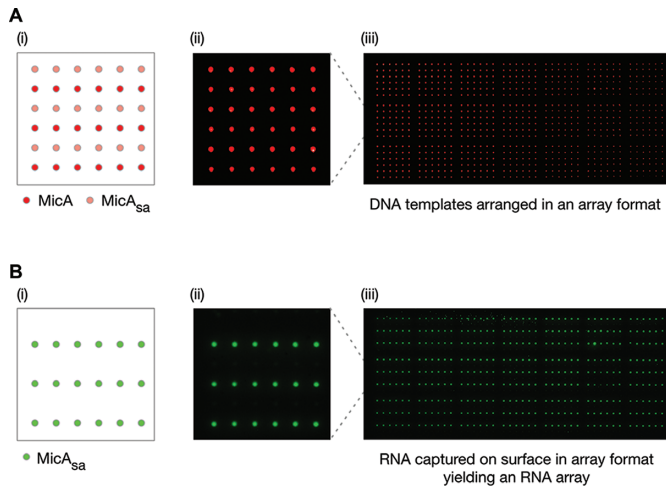 A
(i)
(ii)
(iii)
MicA
MicAsa
DNA templates arranged in an array format
B
(i)
(ii)
(iii)
MicAsa
RNA captured on surface in array format
yielding an RNA array